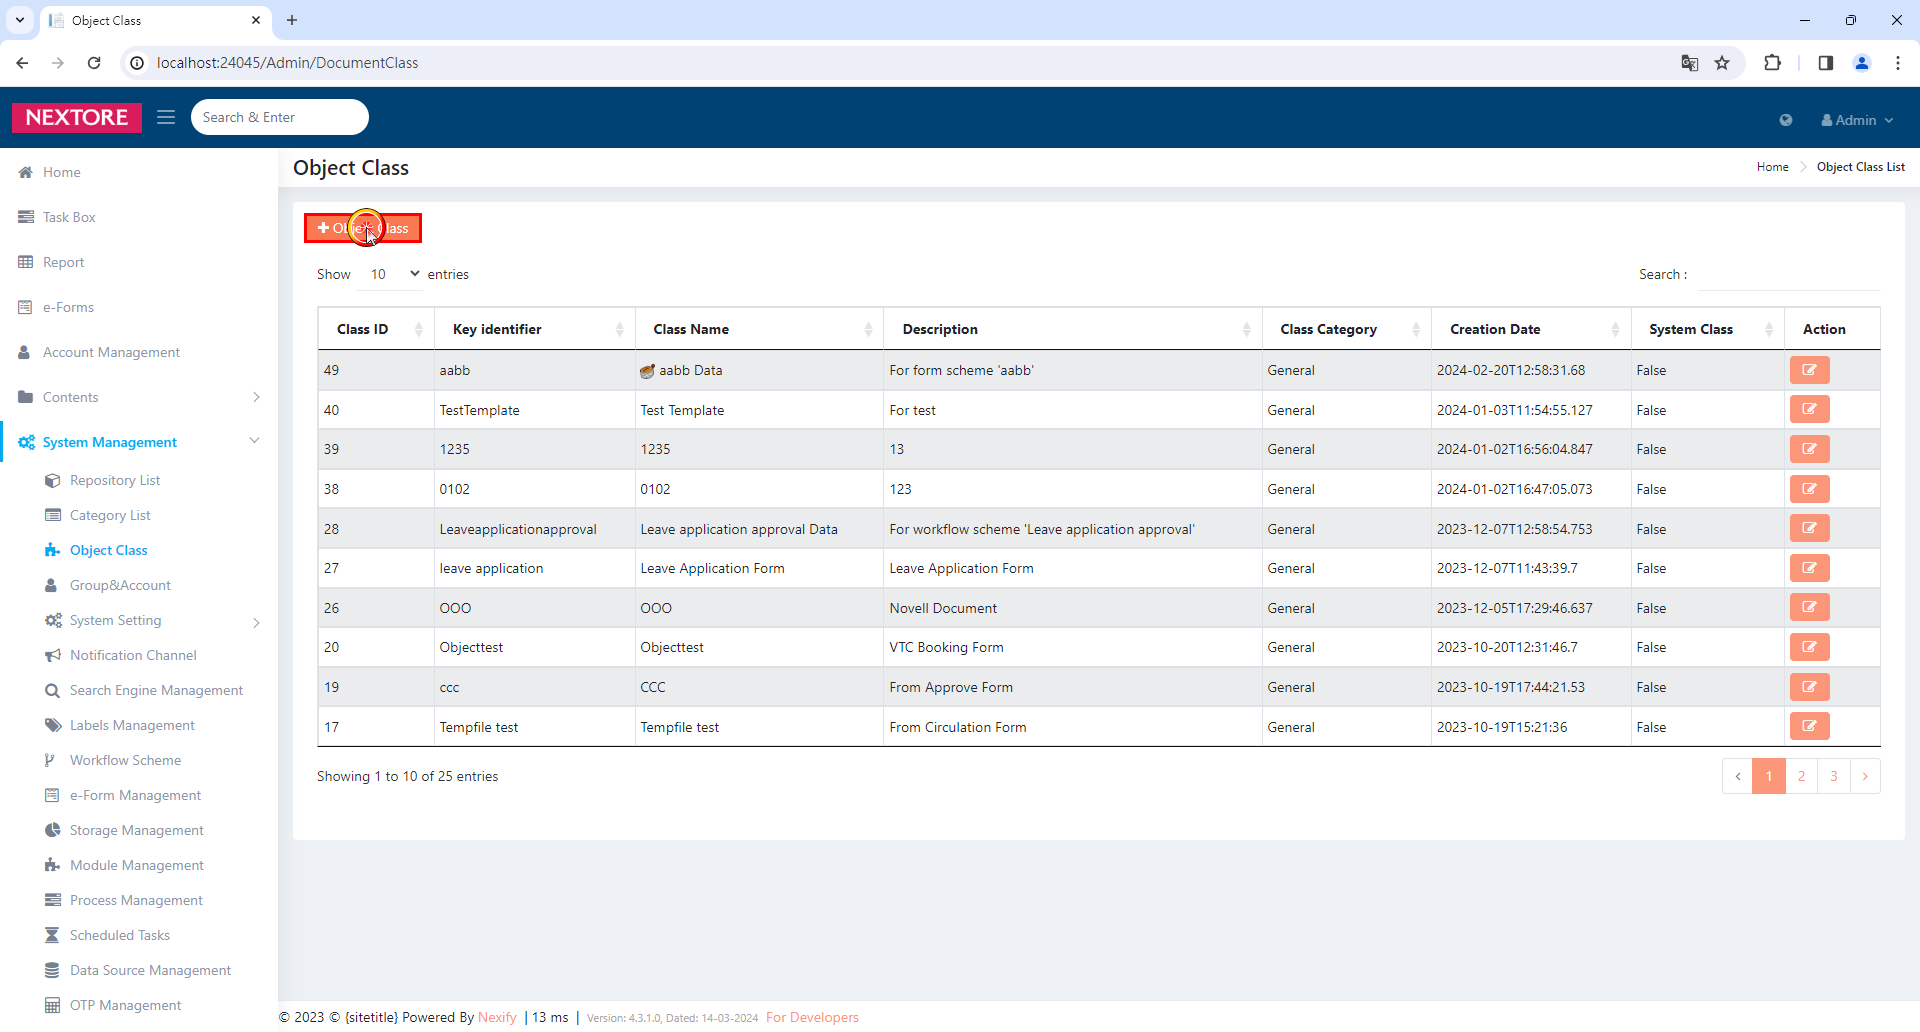 Object Class
localhost:24045/Admin/DocumentClass
NEXTORE
Search & Enter
Admin
Home
Task Box
Report
e-Forms
Account Management
Contents
System Management
Repository List
Category List
Object Class
Group&Account
System Setting
Notification Channel
Search Engine Management
Labels Management
Workflow Scheme
e-Form Management
Storage Management
Module Management
Process Management
Scheduled Tasks
Data Source Management
OTP Management
Object Class
Home Object Class List
Object Class
Show 10 entries
Search :
Class ID Key identifier Class Name Description Class Category Creation Date System Class Action
49 aabb aabb Data For form scheme 'aabb' General 2024-02-20T12:58:31.68 False
40 TestTemplate Test Template For test General 2024-01-03T11:54:55.127 False
39 1235 1235 13 General 2024-01-02T16:56:04.847 False
38 0102 0102 123 General 2024-01-02T16:47:05.073 False
28 Leaveapplicationapproval Leave application approval Data For workflow scheme 'Leave application approval' General 2023-12-07T12:58:54.753 False
27 leave application Leave Application Form Leave Application Form General 2023-12-07T11:43:39.7 False
26 OOO OOO Novell Document General 2023-12-05T17:29:46.637 False
20 Objecttest Objecttest VTC Booking Form General 2023-10-20T12:31:46.7 False
19 ccc CCC From Approve Form General 2023-10-19T17:44:21.53 False
17 Tempfile test Tempfile test From Circulation Form General 2023-10-19T15:21:36 False
Showing 1 to 10 of 25 entries
1 2 3
© 2023 © {sitetitle} Powered By Nexify | 13 ms | Version: 4.3.1.0, Dated: 14-03-2024 For Developers